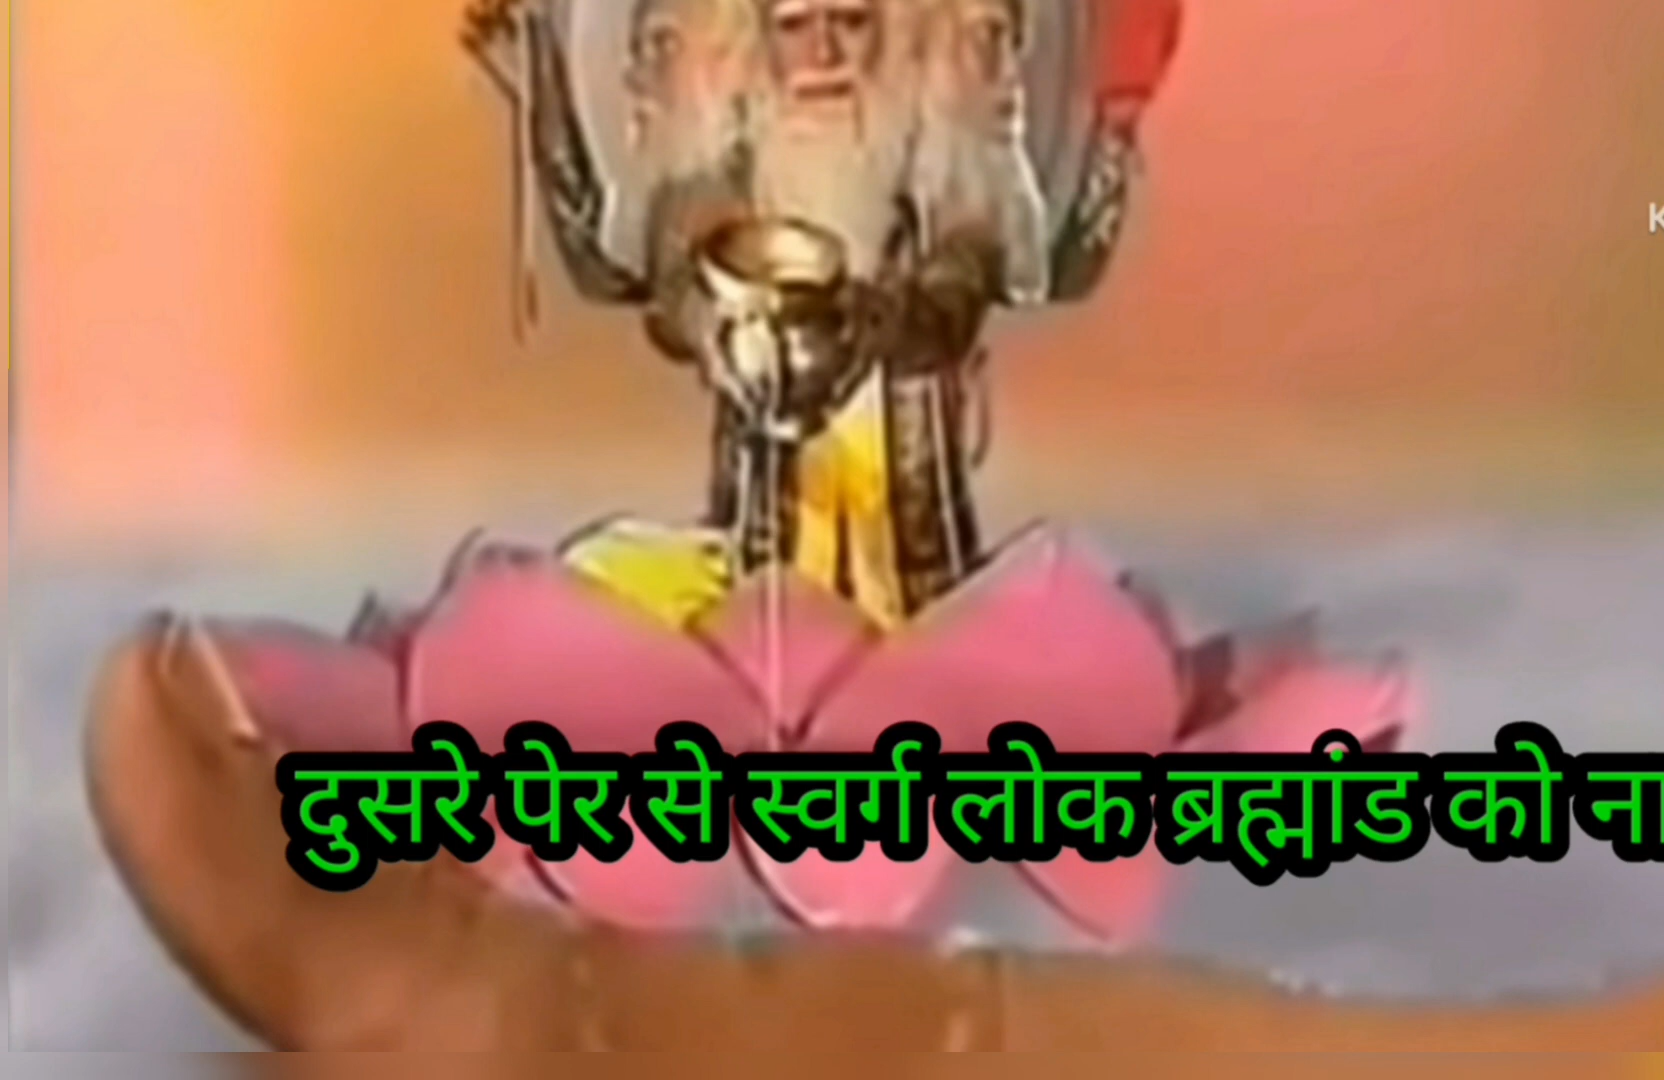 दुसरे पेर से स्वर्ग लोक ब्रह्मांड को